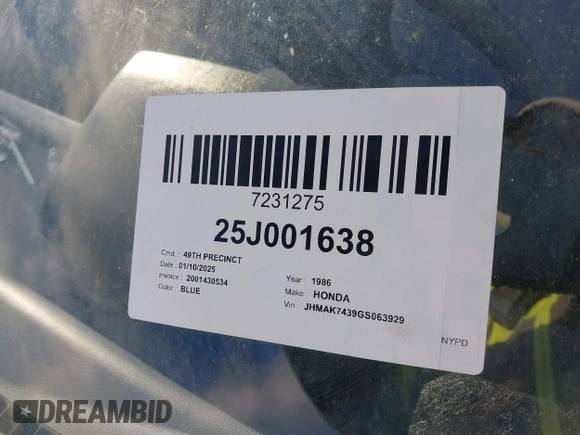 7231275
25J001638
Cmd : 49TH PRECINCT
Date : 01/10/2025
Invoice : 2001430534
Color : BLUE
Year : 1986
Make : HONDA
Vin : JHMAK7439GS063929
NYPD
DREAMBID